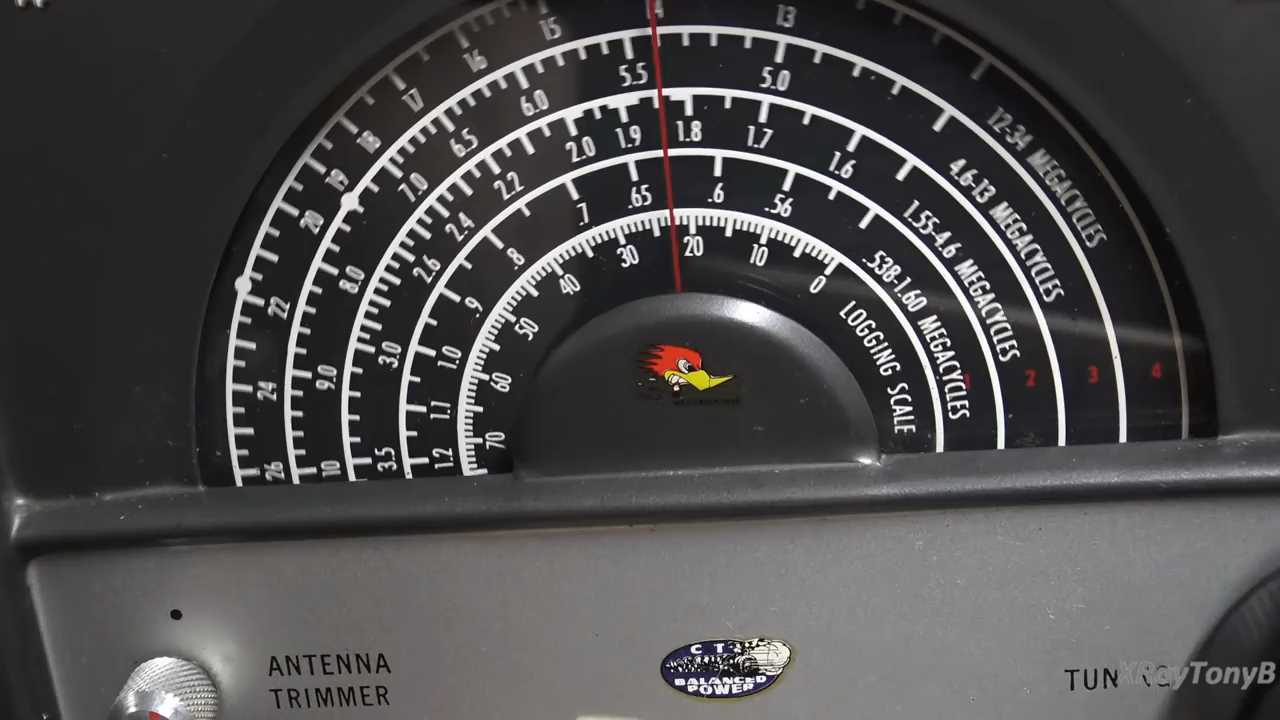 26 24 22 20 19 18 17 16 15 14 13
12-34 MEGACYCLES
10 9.0 8.0 7.0 6.5 6.0 5.5 5.0
4.6-13 MEGACYCLES
3.5 3.0 2.6 2.4 2.2 2.0 1.9 1.8 1.7 1.6
1.55-4.6 MEGACYCLES
1.2 1.1 1.0 .9 .8 .7 .65 .6 .56
.538-1.60 MEGACYCLES
70 60 50 40 30 20 10 0
LOGGING SCALE
2 3 4
ANTENNA
TRIMMER
CT
BALANCED
POWER
TUN
XRayTonyB